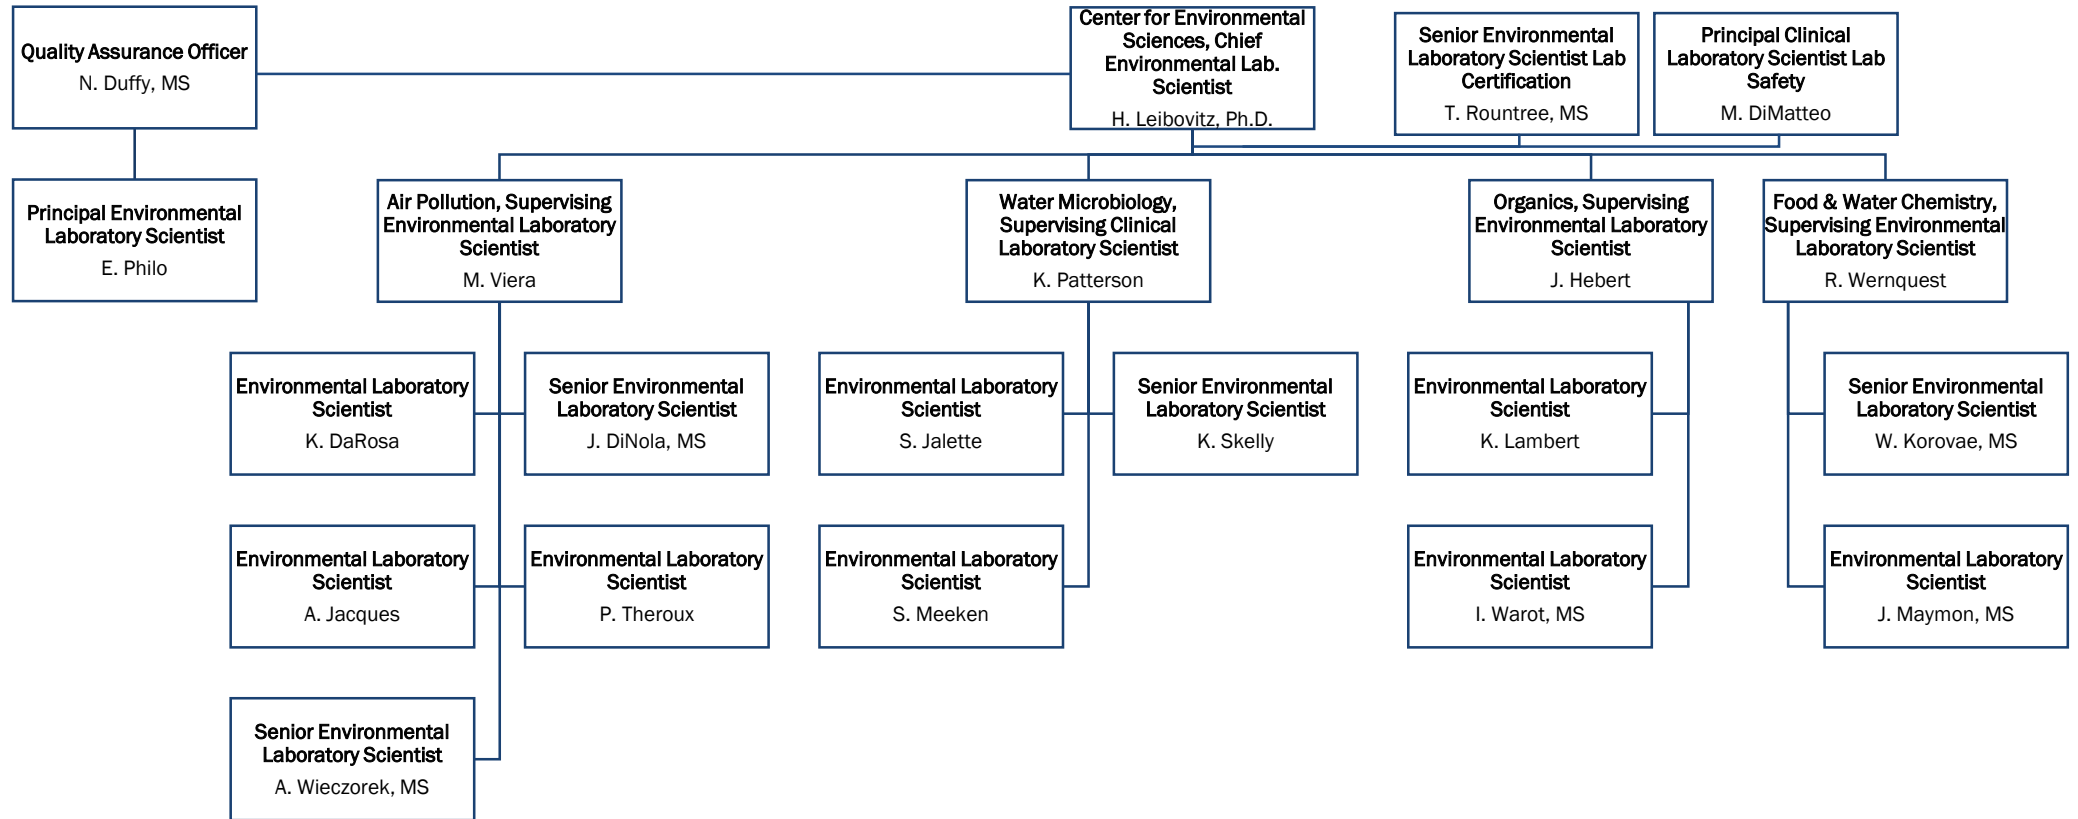 Quality Assurance Officer
N. Duffy, MS
Center for Environmental
Sciences, Chief
Environmental Lab.
Scientist
H. Leibovitz, Ph.D.
Senior Environmental
Laboratory Scientist Lab
Certification
T. Rountree, MS
Principal Clinical
Laboratory Scientist Lab
Safety
M. DiMatteo
Principal Environmental
Laboratory Scientist
E. Philo
Air Pollution, Supervising
Environmental Laboratory
Scientist
M. Viera
Water Microbiology,
Supervising Clinical
Laboratory Scientist
K. Patterson
Organics, Supervising
Environmental Laboratory
Scientist
J. Hebert
Food & Water Chemistry,
Supervising Environmental
Laboratory Scientist
R. Wernquest
Environmental Laboratory
Scientist
K. DaRosa
Senior Environmental
Laboratory Scientist
J. DiNola, MS
Environmental Laboratory
Scientist
S. Jalette
Senior Environmental
Laboratory Scientist
K. Skelly
Environmental Laboratory
Scientist
K. Lambert
Senior Environmental
Laboratory Scientist
W. Korovae, MS
Environmental Laboratory
Scientist
A. Jacques
Environmental Laboratory
Scientist
P. Theroux
Environmental Laboratory
Scientist
S. Meeken
Environmental Laboratory
Scientist
I. Warot, MS
Environmental Laboratory
Scientist
J. Maymon, MS
Senior Environmental
Laboratory Scientist
A. Wieczorek, MS